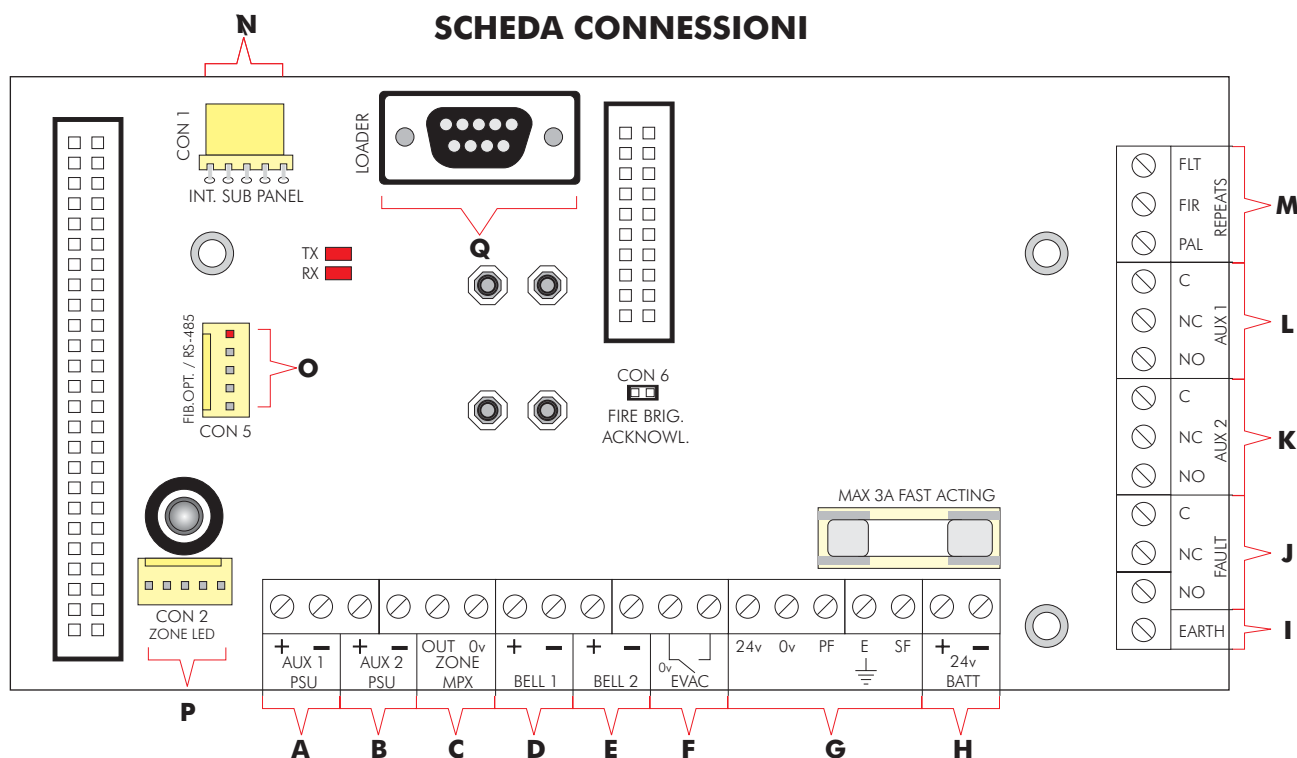 SCHEDA CONNESSIONI
N
CON 1
INT. SUB PANEL
LOADER
Q
TX
RX
FIB.OPT. / RS-485
CON 5
O
CON 6
FIRE BRIG.
ACKNOWL.
MAX 3A FAST ACTING
CON 2
ZONE LED
P
+ −
AUX 1
PSU
A
+ −
AUX 2
PSU
B
OUT 0v
ZONE
MPX
C
+ −
BELL 1
D
+ −
BELL 2
E
0v
EVAC
F
24v 0v PF E SF
G
+ −
24v
BATT
H
FLT
FIR
PAL
REPEATS
M
C
NC
NO
AUX 1
L
C
NC
NO
AUX 2
K
C
NC
NO
FAULT
J
EARTH
I